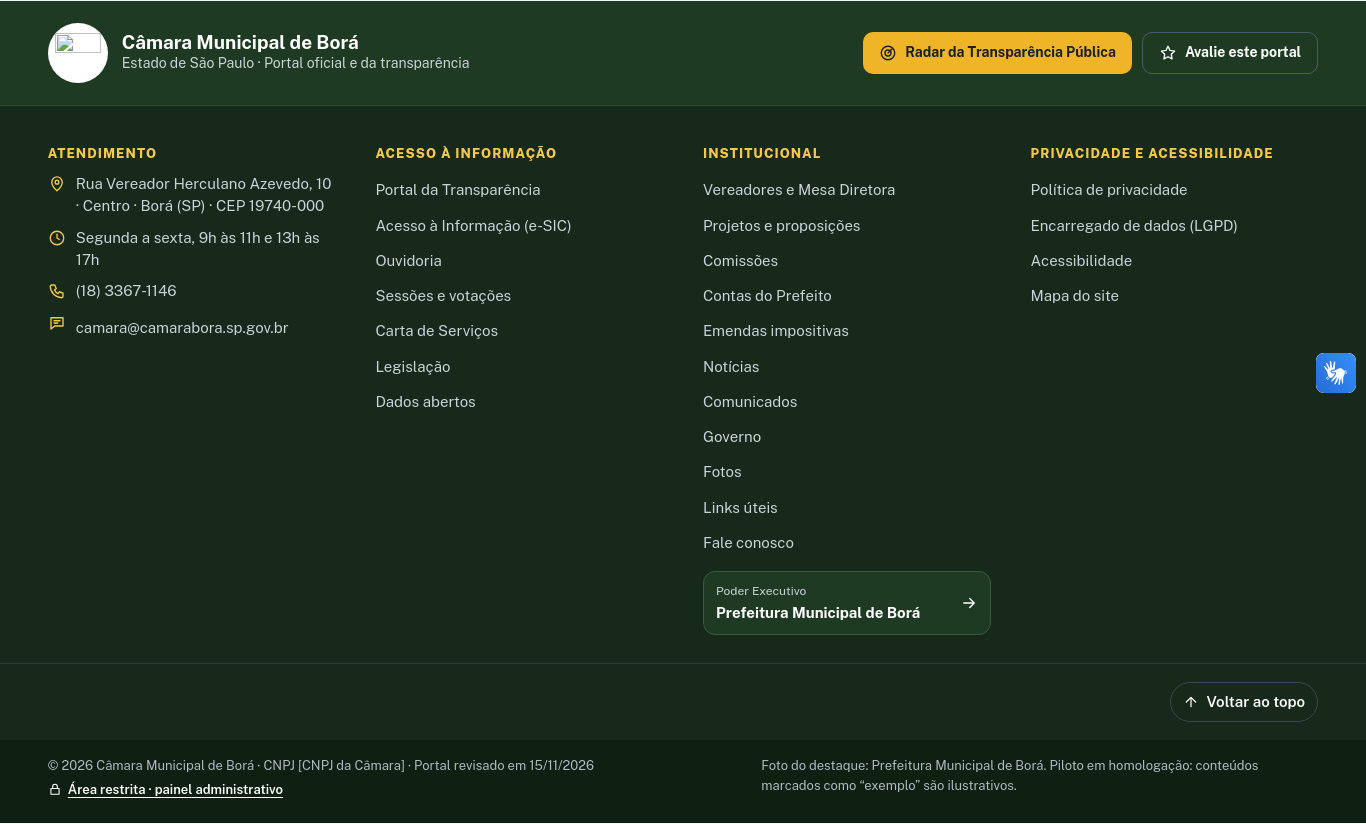 Câmara Municipal de Borá
Estado de São Paulo · Portal oficial e da transparência
Radar da Transparência Pública
Avalie este portal
ATENDIMENTO
Rua Vereador Herculano Azevedo, 10
· Centro · Borá (SP) · CEP 19740-000
Segunda a sexta, 9h às 11h e 13h às
17h
(18) 3367-1146
camara@camarabora.sp.gov.br
ACESSO À INFORMAÇÃO
Portal da Transparência
Acesso à Informação (e-SIC)
Ouvidoria
Sessões e votações
Carta de Serviços
Legislação
Dados abertos
INSTITUCIONAL
Vereadores e Mesa Diretora
Projetos e proposições
Comissões
Contas do Prefeito
Emendas impositivas
Notícias
Comunicados
Governo
Fotos
Links úteis
Fale conosco
Poder Executivo
Prefeitura Municipal de Borá
PRIVACIDADE E ACESSIBILIDADE
Política de privacidade
Encarregado de dados (LGPD)
Acessibilidade
Mapa do site
Voltar ao topo
© 2026 Câmara Municipal de Borá · CNPJ [CNPJ da Câmara] · Portal revisado em 15/11/2026
Área restrita · painel administrativo
Foto do destaque: Prefeitura Municipal de Borá. Piloto em homologação: conteúdos
marcados como “exemplo” são ilustrativos.